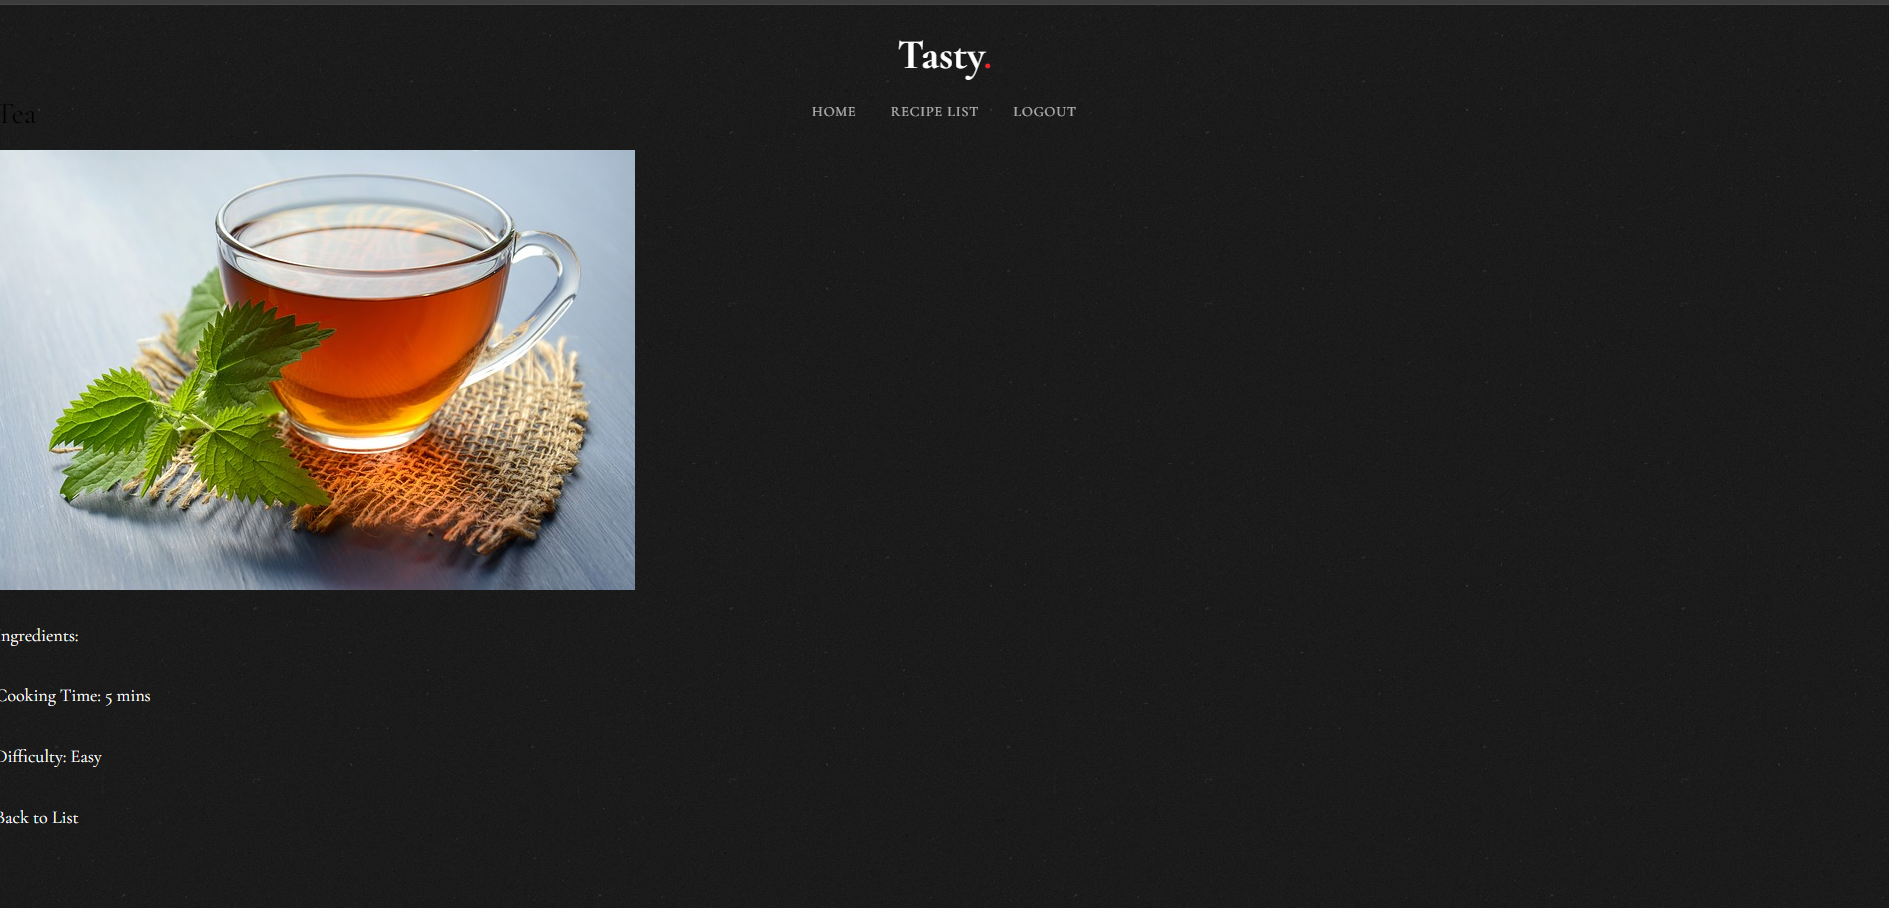 Tasty.
HOME RECIPE LIST LOGOUT
Tea
ngredients:
Cooking Time: 5 mins
Difficulty: Easy
Back to List